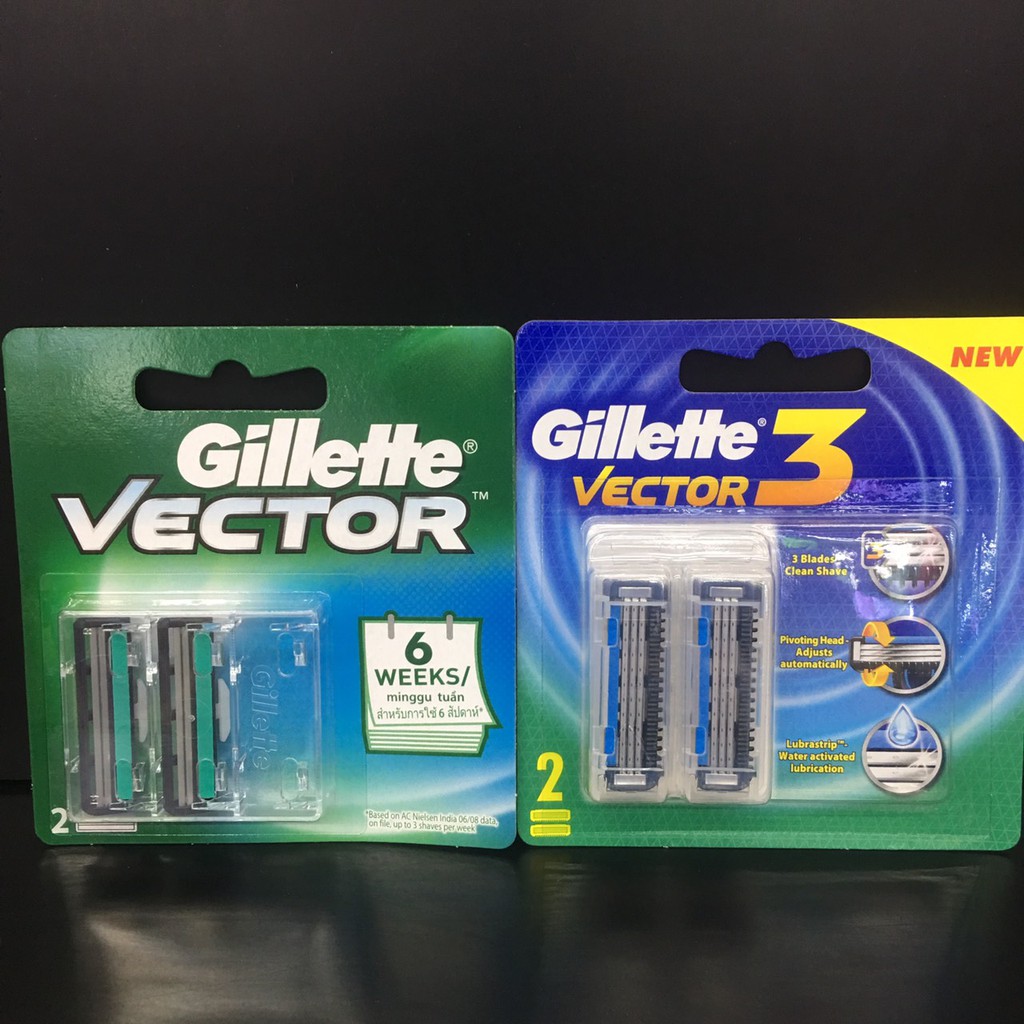 Gillette®
VECTOR™
6
WEEKS/
minggu tuần
สำหรับการใช้ 6 สัปดาห์*
Gillette
2
*Based on AC Nielsen India 06/08 data,
on file, up to 3 shaves per week
NEW
Gillette® 3
VECTOR
3 Blades -
Clean Shave
3
Pivoting Head -
Adjusts
automatically
Lubrastrip™-
Water activated
lubrication
2